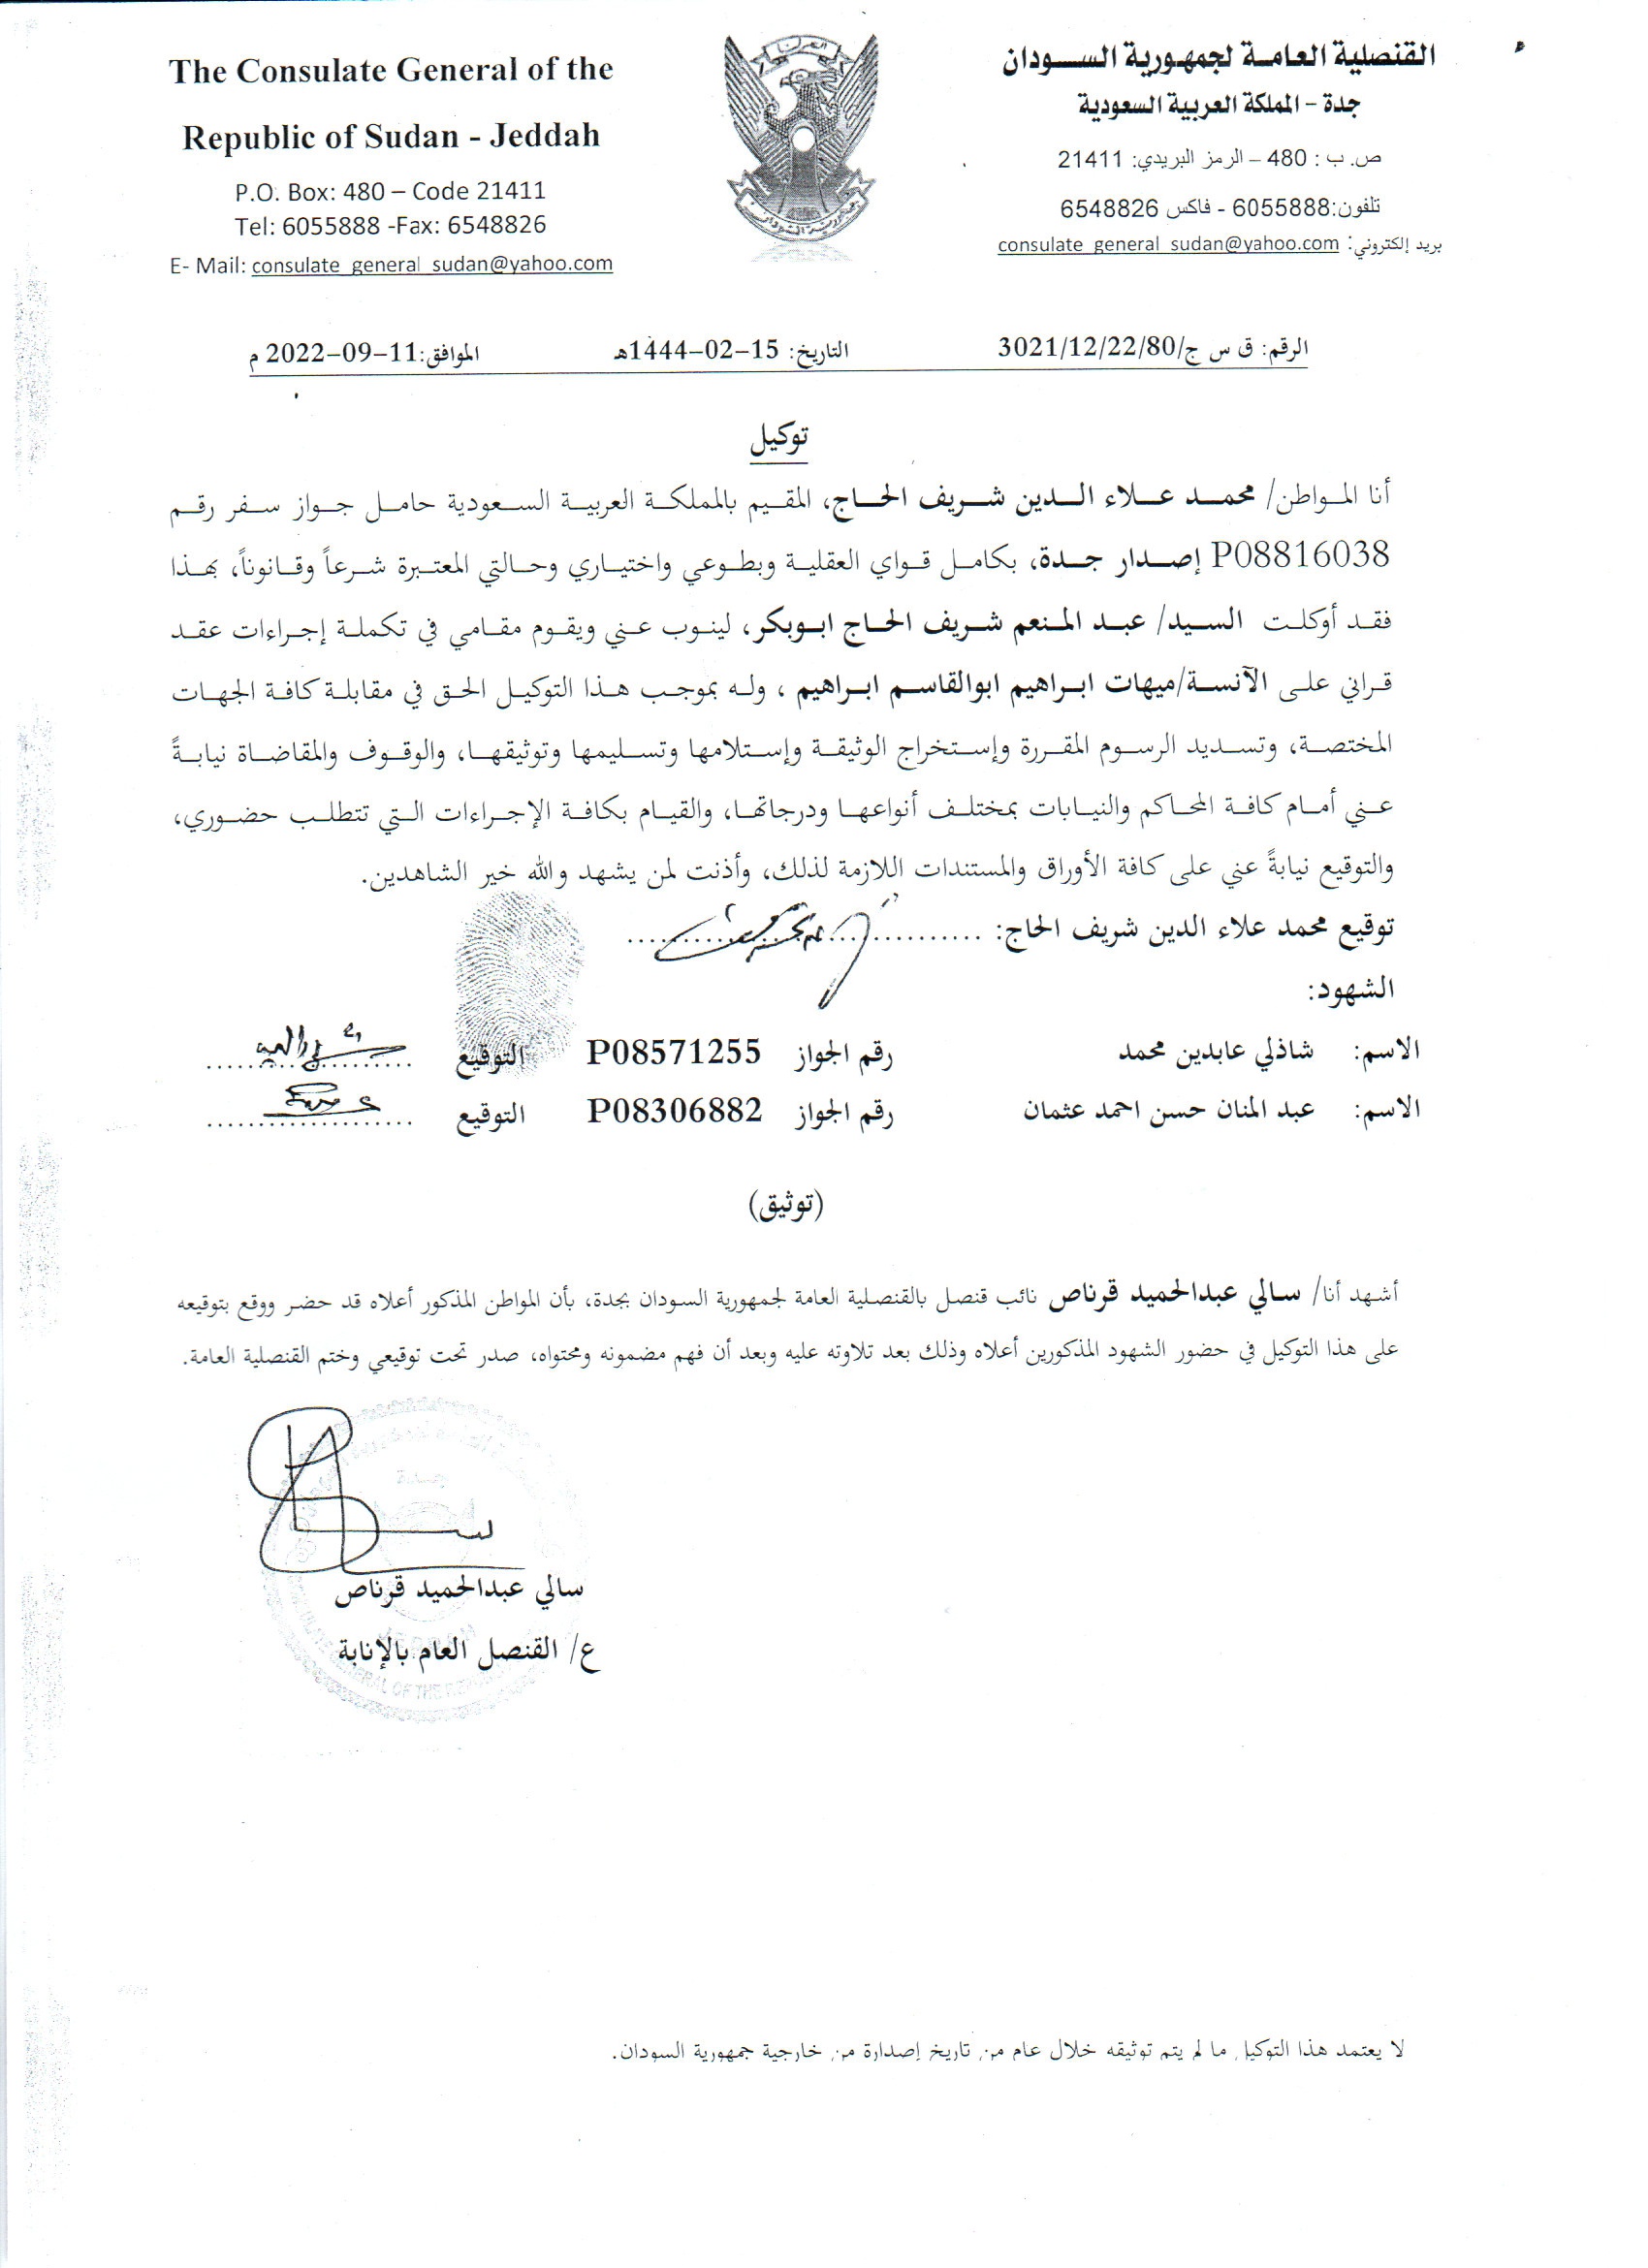 The Consulate General of the
Republic of Sudan - Jeddah
P.O. Box: 480 – Code 21411
Tel: 6055888 -Fax: 6548826
E- Mail: consulate_general_sudan@yahoo.com
القنصلية العامة لجمهورية السودان
جدة - المملكة العربية السعودية
ص. ب : 480 – الرمز البريدي: 21411
تلفون:6055888 - فاكس 6548826
بريد إلكتروني: consulate_general_sudan@yahoo.com
جمهورية السودان
الرقم: ق س ج/3021/12/22/80 التاريخ: 15-02-1444هـ الموافق:11-09-2022 م
توكيل
أنا المواطن/ محمد علاء الدين شريف الحاج، المقيم بالمملكة العربية السعودية حامل جواز سفر رقم
P08816038 إصدار جدة، بكامل قواي العقلية وبطوعي واختياري وحالتي المعتبرة شرعاً وقانوناً، بهذا
فقد أوكلت السيد/ عبد المنعم شريف الحاج ابوبكر، لينوب عني ويقوم مقامي في تكملة إجراءات عقد
قراني على الآنسة/ميهات ابراهيم ابوالقاسم ابراهيم ، وله بموجب هذا التوكيل الحق في مقابلة كافة الجهات
المختصة، وتسديد الرسوم المقررة وإستخراج الوثيقة وإستلامها وتسليمها وتوثيقها، والوقوف والمقاضاة نيابةً
عني أمام كافة المحاكم والنيابات بمختلف أنواعها ودرجاتها، والقيام بكافة الإجراءات التي تتطلب حضوري،
والتوقيع نيابةً عني على كافة الأوراق والمستندات اللازمة لذلك، وأذنت لمن يشهد والله خير الشاهدين.
توقيع محمد علاء الدين شريف الحاج: ........................
الشهود:
الاسم: شاذلي عابدين محمد رقم الجواز P08571255 التوقيع ....................
الاسم: عبد المنان حسن احمد عثمان رقم الجواز P08306882 التوقيع ....................
(توثيق)
أشهد أنا/ سالي عبدالحميد قرناص نائب قنصل بالقنصلية العامة لجمهورية السودان بجدة، بأن المواطن المذكور أعلاه قد حضر ووقع بتوقيعه
على هذا التوكيل في حضور الشهود المذكورين أعلاه وذلك بعد تلاوته عليه وبعد أن فهم مضمونه ومحتواه، صدر تحت توقيعي وختم القنصلية العامة.
سالي عبدالحميد قرناص
ع/ القنصل العام بالإنابة
لا يعتمد هذا التوكيل ما لم يتم توثيقه خلال عام من تاريخ إصدارة من خارجية جمهورية السودان.